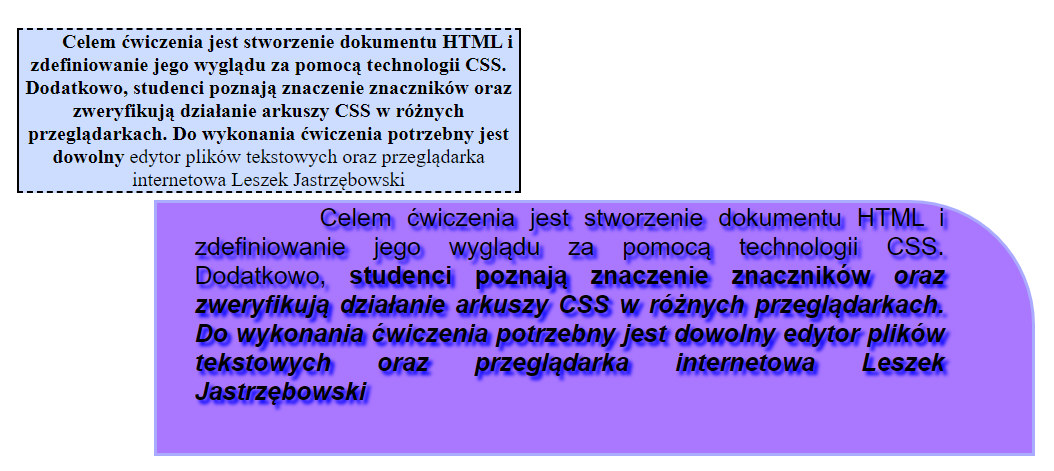 Celem ćwiczenia jest stworzenie dokumentu HTML i
zdefiniowanie jego wyglądu za pomocą technologii CSS.
Dodatkowo, studenci poznają znaczenie znaczników oraz
zweryfikują działanie arkuszy CSS w różnych
przeglądarkach. Do wykonania ćwiczenia potrzebny jest
dowolny edytor plików tekstowych oraz przeglądarka
internetowa Leszek Jastrzębowski
Celem ćwiczenia jest stworzenie dokumentu HTML i
zdefiniowanie jego wyglądu za pomocą technologii CSS.
Dodatkowo, studenci poznają znaczenie znaczników oraz
zweryfikują działanie arkuszy CSS w różnych przeglądarkach.
Do wykonania ćwiczenia potrzebny jest dowolny edytor plików
tekstowych oraz przeglądarka internetowa Leszek
Jastrzębowski